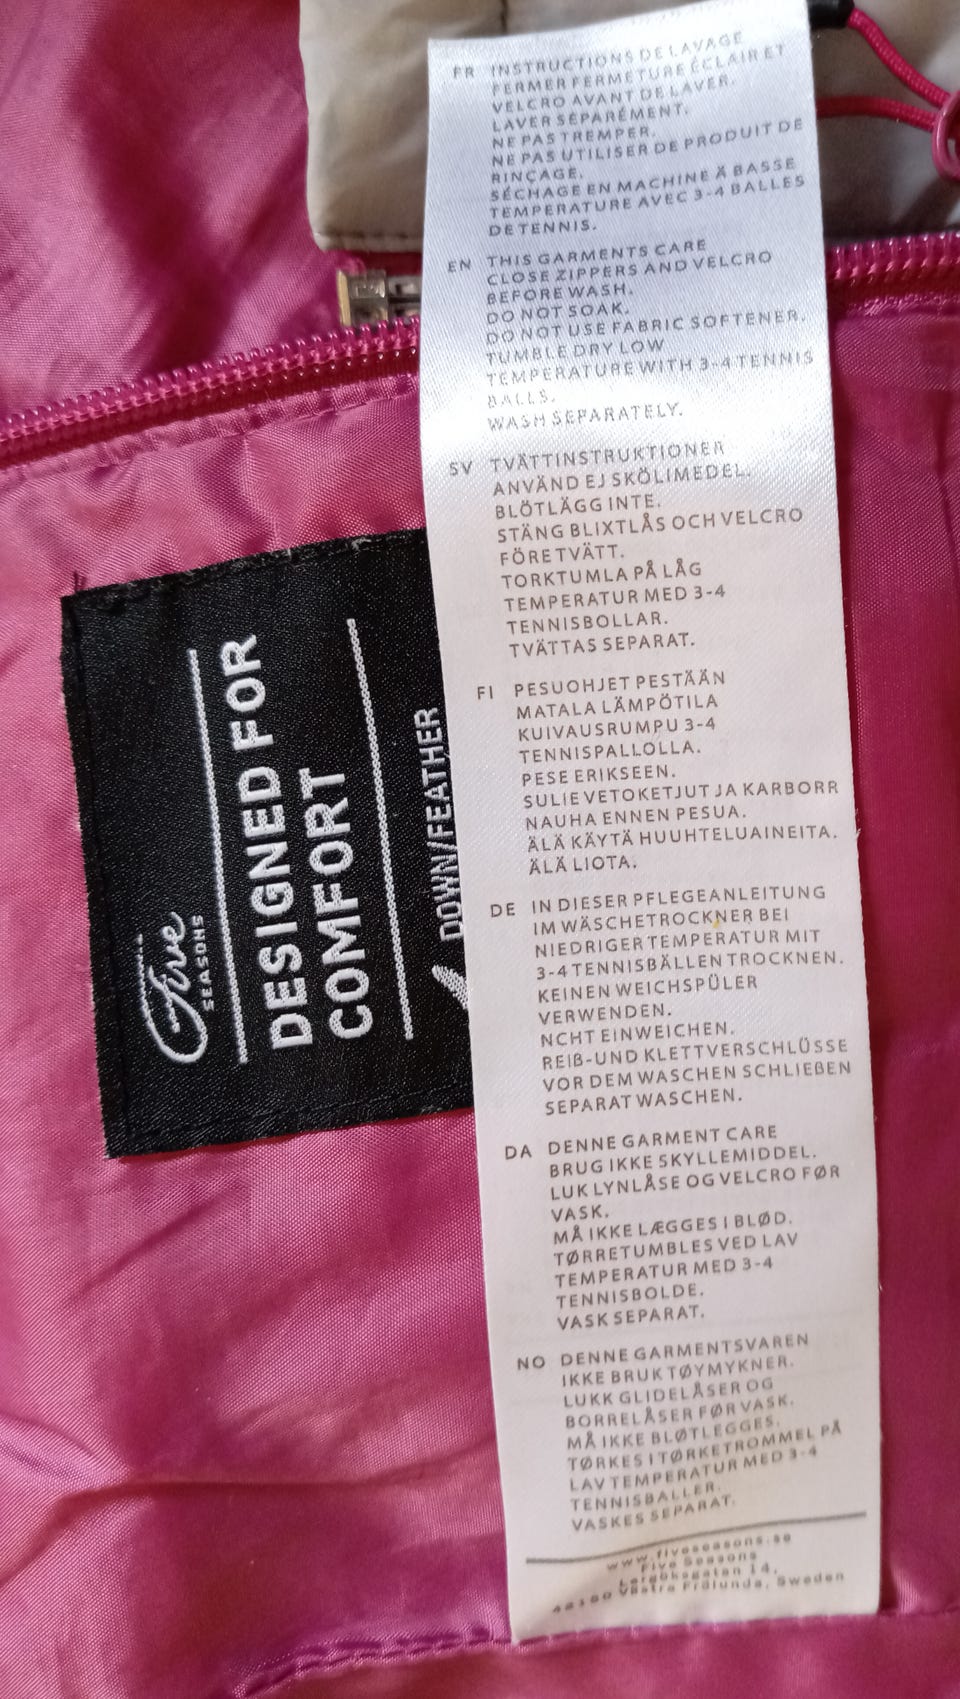 FR INSTRUCTIONS DE LAVAGE
FERMER FERMETURE ÉCLAIR ET
VELCRO AVANT DE LAVER.
LAVER SÉPARÉMENT.
NE PAS TREMPER.
NE PAS UTILISER DE PRODUIT DE
RINÇAGE.
SÉCHAGE EN MACHINE À BASSE
TEMPERATURE AVEC 3-4 BALLES
DE TENNIS.
EN THIS GARMENTS CARE
CLOSE ZIPPERS AND VELCRO
BEFORE WASH.
DO NOT SOAK.
DO NOT USE FABRIC SOFTENER.
TUMBLE DRY LOW
TEMPERATURE WITH 3-4 TENNIS
BALLS.
WASH SEPARATELY.
SV TVÄTTINSTRUKTIONER
ANVÄND EJ SKÖLIMEDEL.
BLÖTLÄGG INTE.
STÄNG BLIXTLÅS OCH VELCRO
FÖRE TVÄTT.
TORKTUMLA PÅ LÅG
TEMPERATUR MED 3-4
TENNISBOLLAR.
TVÄTTAS SEPARAT.
FI PESUOHJET PESTÄÄN
MATALA LÄMPÖTILA
KUIVAUSRUMPU 3-4
TENNISPALLOLLA.
PESE ERIKSEEN.
SULJE VETOKETJUT JA KARBORR
NAUHA ENNEN PESUA.
ÄLÄ KÄYTÄ HUUHTELUAINEITA.
ÄLÄ LIOTA.
DE IN DIESER PFLEGEANLEITUNG
IM WÄSCHETROCKNER BEI
NIEDRIGER TEMPERATUR MIT
3-4 TENNISBÄLLEN TROCKNEN.
KEINEN WEICHSPÜLER
VERWENDEN.
NCHT EINWEICHEN.
REIß-UND KLETTVERSCHLÜSSE
VOR DEM WASCHEN SCHLIEßEN
SEPARAT WASCHEN.
DA DENNE GARMENT CARE
BRUG IKKE SKYLLEMIDDEL.
LUK LYNLÅSE OG VELCRO FØR
VASK.
MÅ IKKE LÆGGES I BLØD.
TØRRETUMBLES VED LAV
TEMPERATUR MED 3-4
TENNISBOLDE.
VASK SEPARAT.
NO DENNE GARMENTSVAREN
IKKE BRUK TØYMYKNER.
LUKK GLIDELÅSER OG
BORRELÅSER FØR VASK.
MÅ IKKE BLØTLEGGES.
TØRKES I TØRKETROMMEL PÅ
LAV TEMPERATUR MED 3-4
TENNISBALLER.
VASKES SEPARAT.
www.fiveseasons.se
Five Seasons
14,
Västra Frölunda, Sweden
Five
SEASONS
DESIGNED FOR
COMFORT
DOWN/FEATHER